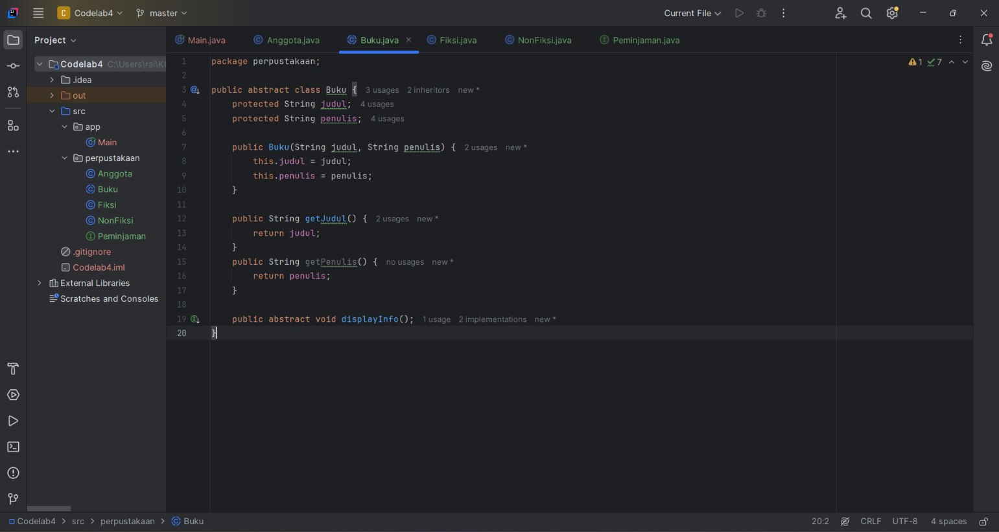 C Codelab4 master Current File
Project
Main.java Anggota.java Buku.java Fiksi.java NonFiksi.java Peminjaman.java
Codelab4 C:\Users\rai\KU
.idea
out
src
app
Main
perpustakaan
Anggota
Buku
Fiksi
NonFiksi
Peminjaman
.gitignore
Codelab4.iml
External Libraries
Scratches and Consoles
1 package perpustakaan; 1 7
2
3 public abstract class Buku { 3 usages 2 inheritors new *
4 protected String judul; 4 usages
5 protected String penulis; 4 usages
6
7 public Buku(String judul, String penulis) { 2 usages new *
8 this.judul = judul;
9 this.penulis = penulis;
10 }
11
12 public String getJudul() { 2 usages new *
13 return judul;
14 }
15 public String getPenulis() { no usages new *
16 return penulis;
17 }
18
19 public abstract void displayInfo(); 1 usage 2 implementations new *
20 }
Codelab4 > src > perpustakaan > Buku 20:2 CRLF UTF-8 4 spaces